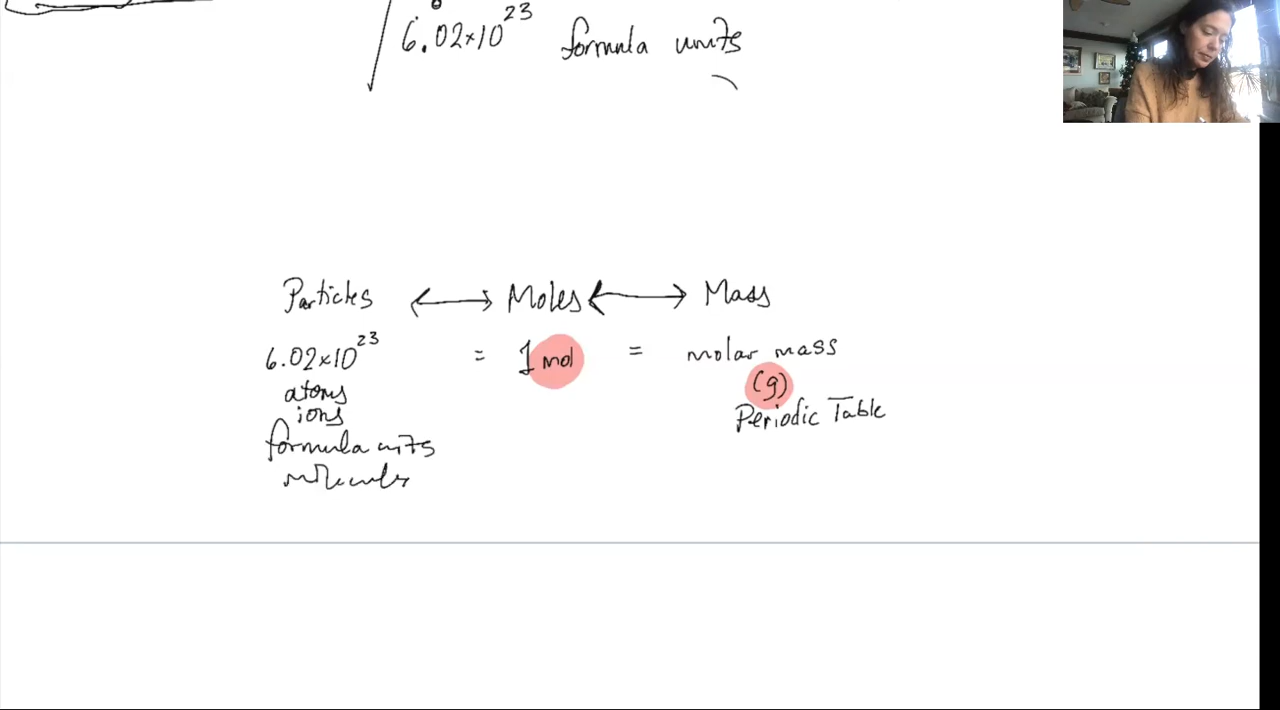 6.02×10²³ formula units
Particles ⟷ Moles ⟷ Mass
6.02×10²³ = 1 mol = molar mass
atoms (g)
ions Periodic Table
formula units
molecules